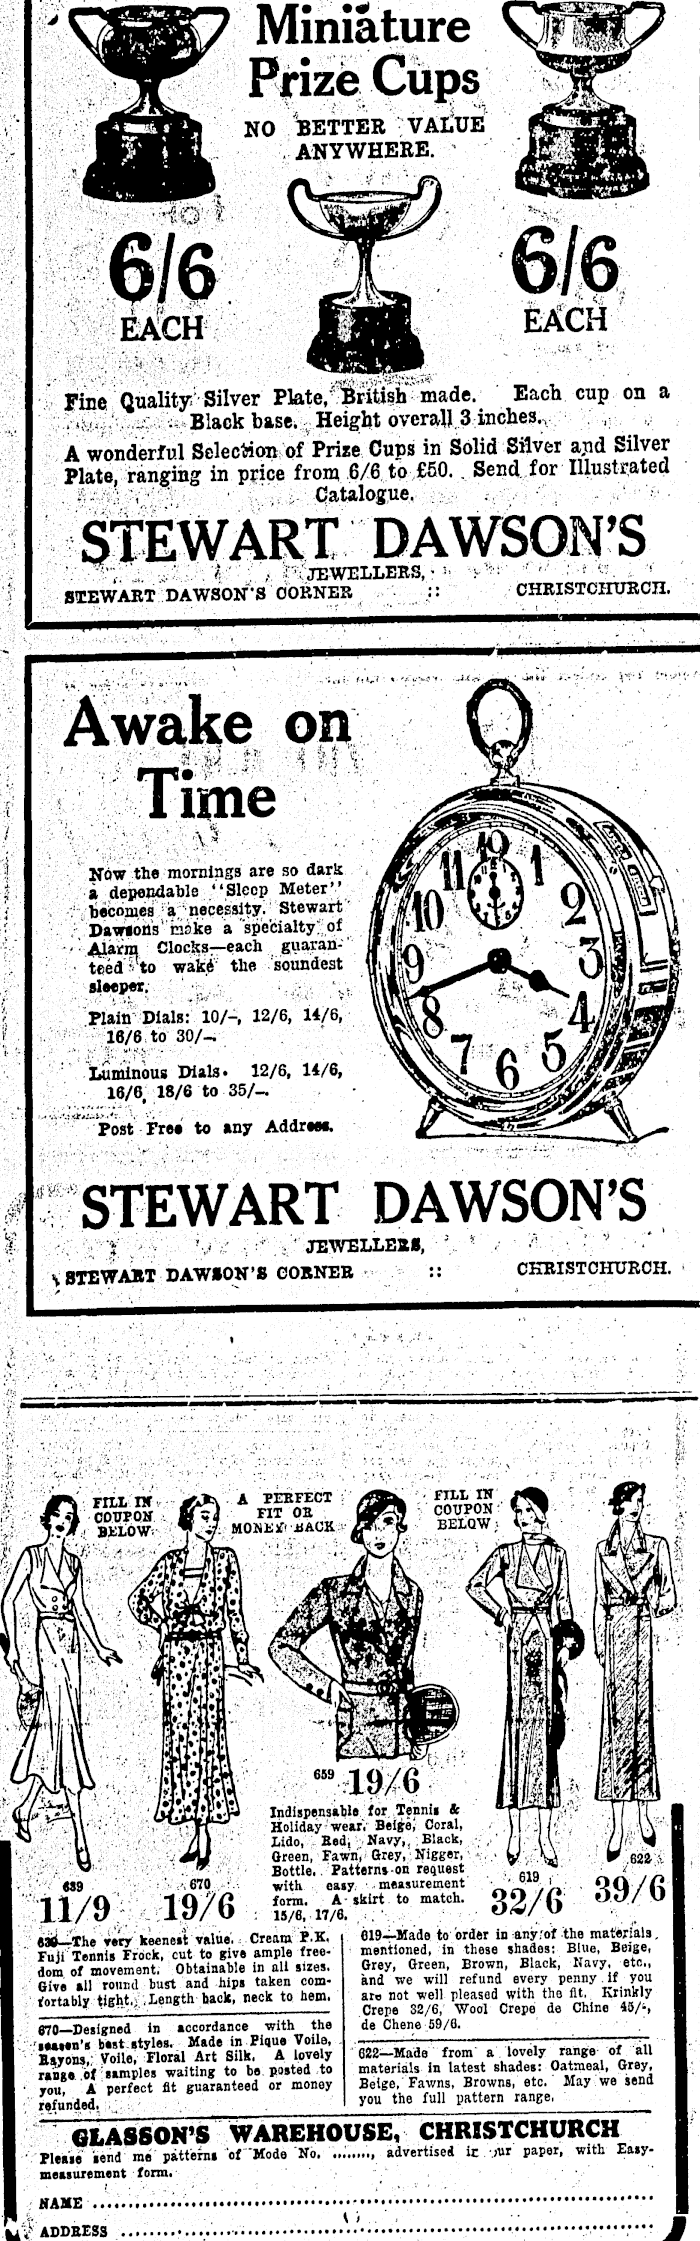 Miniature
Prize Cups
NO BETTER VALUE
ANYWHERE.
6/6
EACH
6/6
EACH
Fine Quality Silver Plate, British made. Each cup on a
Black base. Height overall 3 inches.
A wonderful Selection of Prize Cups in Solid Silver and Silver
Plate, ranging in price from 6/6 to £50. Send for Illustrated
Catalogue.
STEWART DAWSON'S
JEWELLERS,
STEWART DAWSON'S CORNER :: CHRISTCHURCH.
Awake on
Time
Now the mornings are so dark
a dependable "Sleep Meter"
becomes a necessity. Stewart
Dawsons make a specialty of
Alarm Clocks—each guaran-
teed to wake the soundest
sleeper.
Plain Dials: 10/-, 12/6, 14/6,
16/6 to 30/-.
Luminous Dials. 12/6, 14/6,
16/6, 18/6 to 35/-.
Post Free to any Address.
11 1
10 2
9 3
8 4
7 6 5
STEWART DAWSON'S
JEWELLERS,
STEWART DAWSON'S CORNER :: CHRISTCHURCH.
FILL IN
COUPON
BELOW
A PERFECT
FIT OR
MONEY BACK
FILL IN
COUPON
BELOW
639
11/9
670
19/6
659 19/6
Indispensable for Tennis &
Holiday wear. Beige, Coral,
Lido, Red, Navy, Black,
Green, Fawn, Grey, Nigger,
Bottle. Patterns on request
with easy measurement
form. A skirt to match.
15/6, 17/6.
619
32/6
622
39/6
639—The very keenest value. Cream P.K.
Fuji Tennis Frock, cut to give ample free-
dom of movement. Obtainable in all sizes.
Give all round bust and hips taken com-
fortably tight. Length back, neck to hem.
670—Designed in accordance with the
season's best styles. Made in Pique Voile,
Rayons, Voile, Floral Art Silk. A lovely
range of samples waiting to be posted to
you. A perfect fit guaranteed or money
refunded.
619—Made to order in any of the materials
mentioned, in these shades: Blue, Beige,
Grey, Green, Brown, Black, Navy, etc.,
and we will refund every penny if you
are not well pleased with the fit. Krinkly
Crepe 32/6, Wool Crepe de Chine 45/-,
de Chene 59/6.
622—Made from a lovely range of all
materials in latest shades: Oatmeal, Grey,
Beige, Fawns, Browns, etc. May we send
you the full pattern range.
GLASSON'S WAREHOUSE, CHRISTCHURCH
Please send me patterns of Mode No. ........, advertised in our paper, with Easy-
measurement form.
NAME ........................................
ADDRESS ........................................